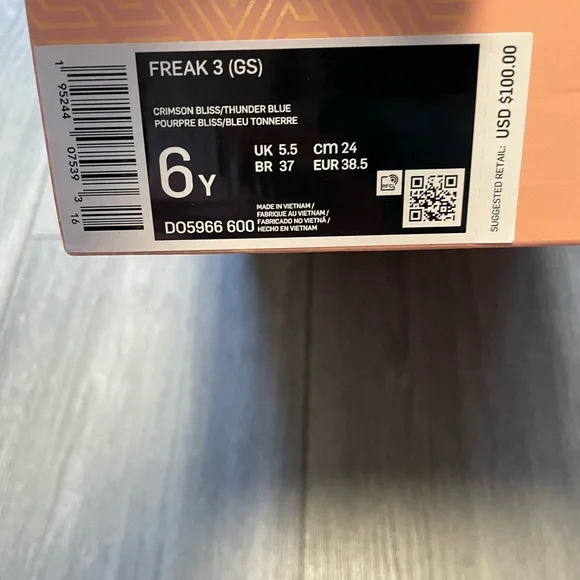 FREAK 3 (GS)
CRIMSON BLISS/THUNDER BLUE
POURPRE BLISS/BLEU TONNERRE
6Y
UK 5.5 cm 24
BR 37 EUR 38.5
MADE IN VIETNAM /
FABRIQUE AU VIETNAM /
FABRICADO NO VIETNÃ /
HECHO EN VIETNAM
DO5966 600
RFID
1 95244 07539 3 16
SUGGESTED RETAIL: USD $100.00